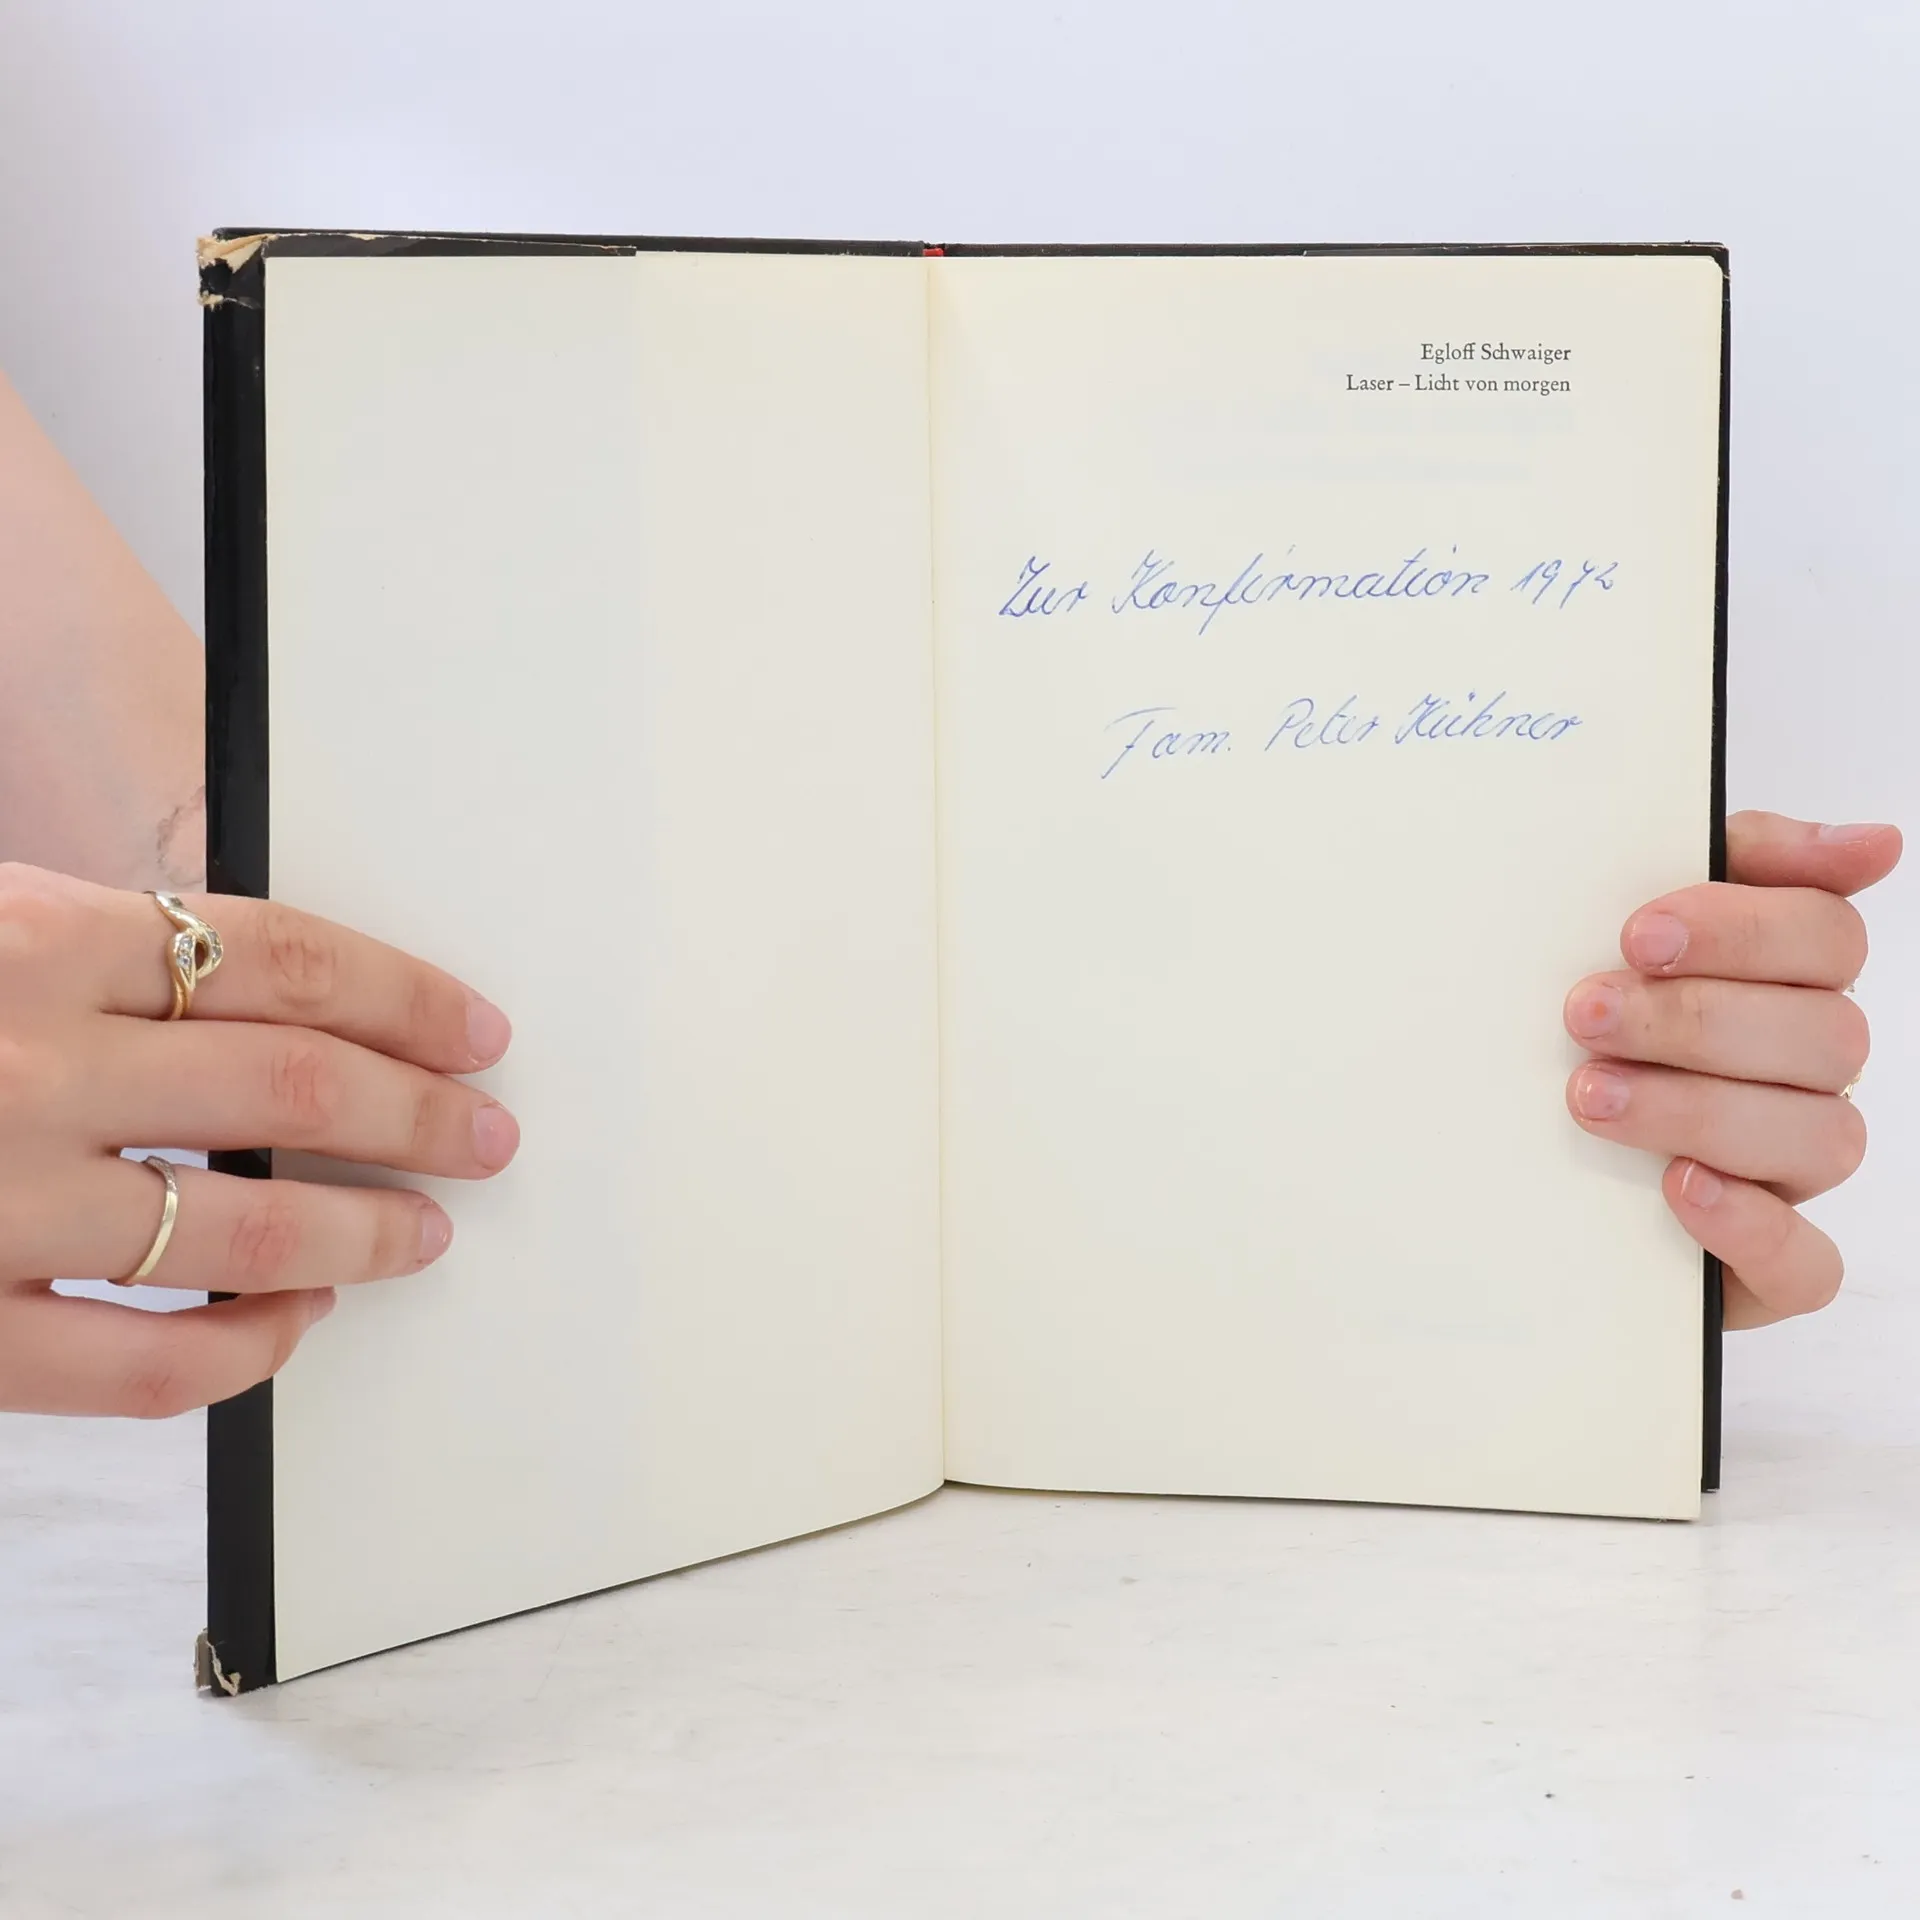 Egloff Schwaiger
Laser – Licht von morgen
Zur Konfirmation 1972
Fam. Peter Kühner